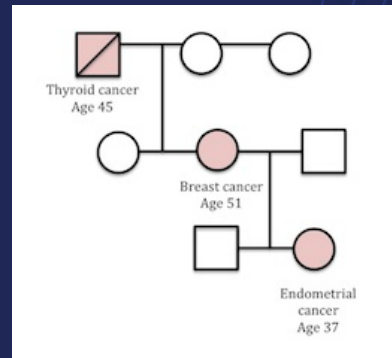 Thyroid cancer
Age 45
Breast cancer
Age 51
Endometrial
cancer
Age 37